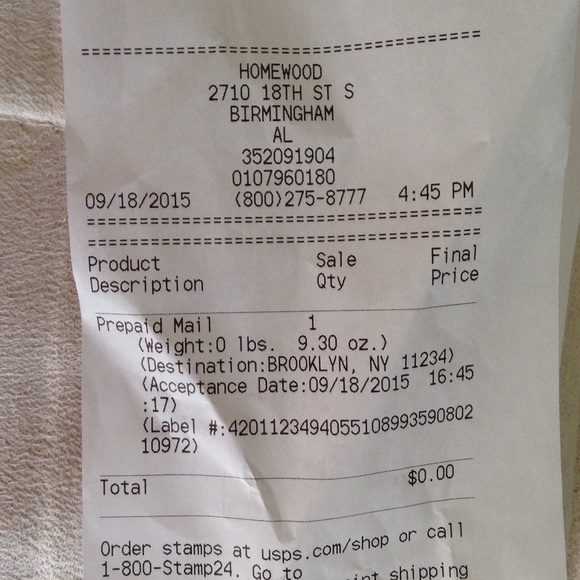 HOMEWOOD
2710 18TH ST S
BIRMINGHAM
AL
352091904
0107960180
09/18/2015 (800)275-8777 4:45 PM
Product Sale Final
Description Qty Price
Prepaid Mail 1
(Weight:0 lbs. 9.30 oz.)
(Destination:BROOKLYN, NY 11234)
(Acceptance Date:09/18/2015 16:45
:17)
(Label #:4201123494055108993590802
10972)
Total $0.00
Order stamps at usps.com/shop or call
1-800-Stamp24. Go to
shipping